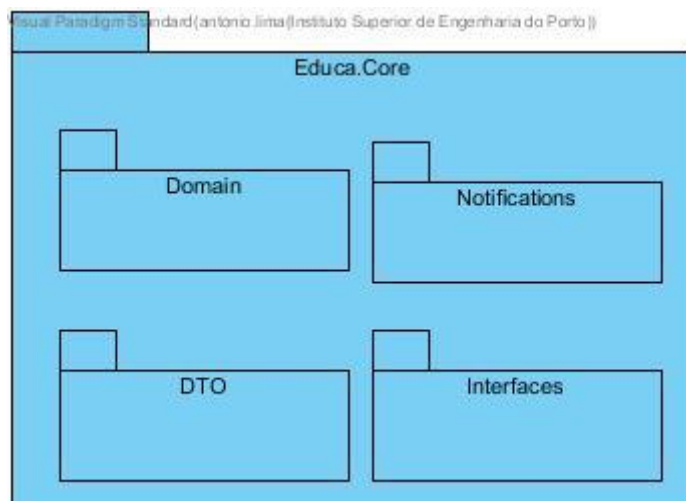 Visual Paradigm Standard(antonio.lima(Instituto Superior de Engenharia do Porto))
Educa.Core
Domain
Notifications
DTO
Interfaces